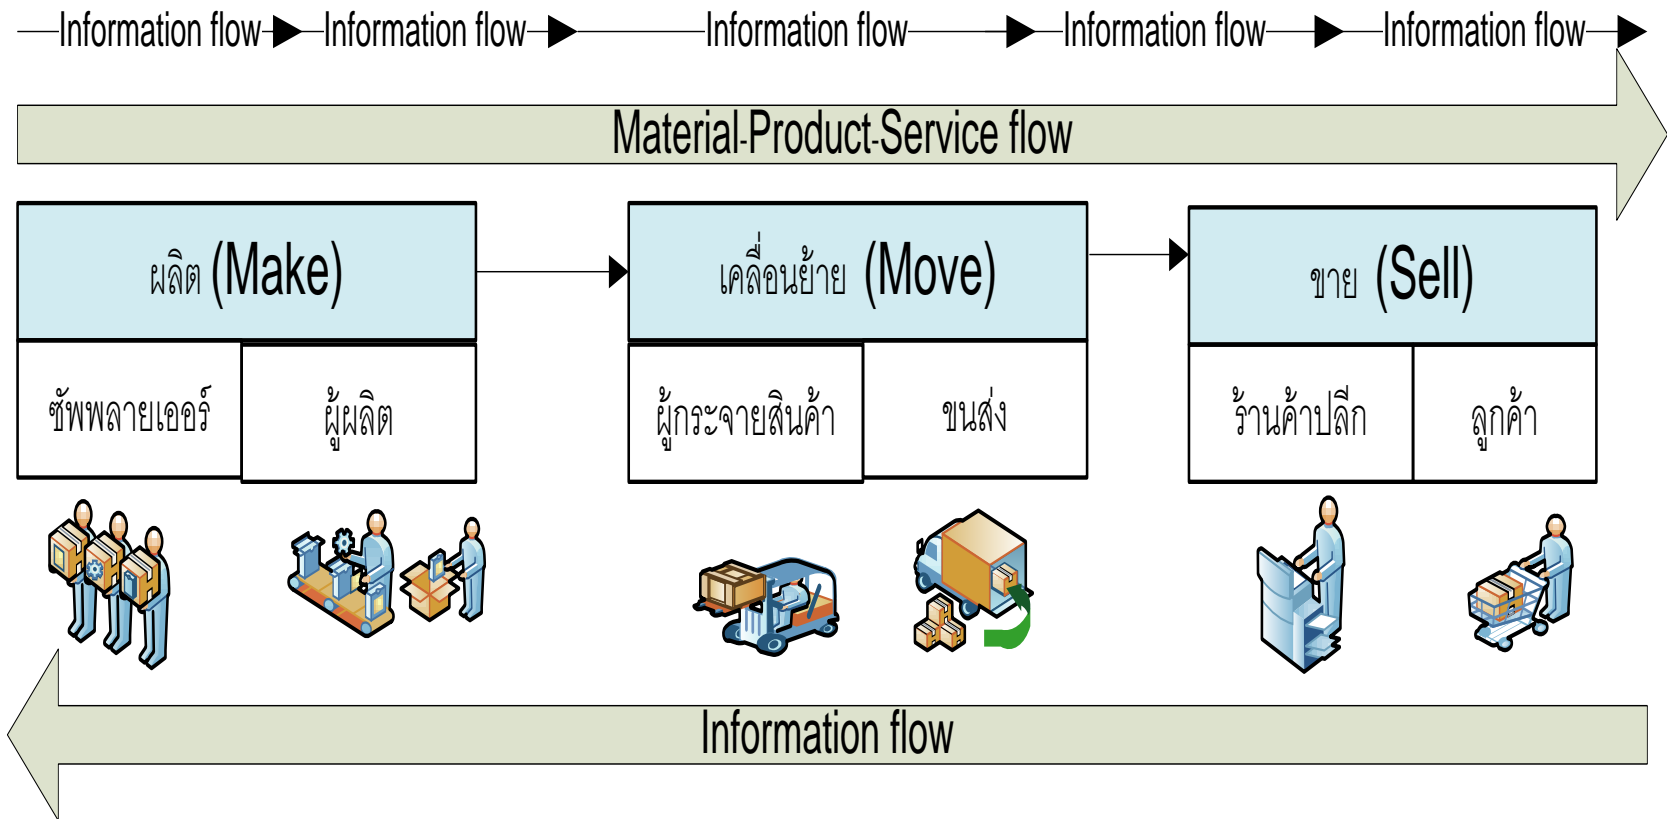 Information flow Information flow Information flow Information flow Information flow
Material-Product-Service flow
ผลิต (Make)
เคลื่อนย้าย (Move)
ขาย (Sell)
ซัพพลายเออร์
ผู้ผลิต
ผู้กระจายสินค้า
ขนส่ง
ร้านค้าปลีก
ลูกค้า
Information flow